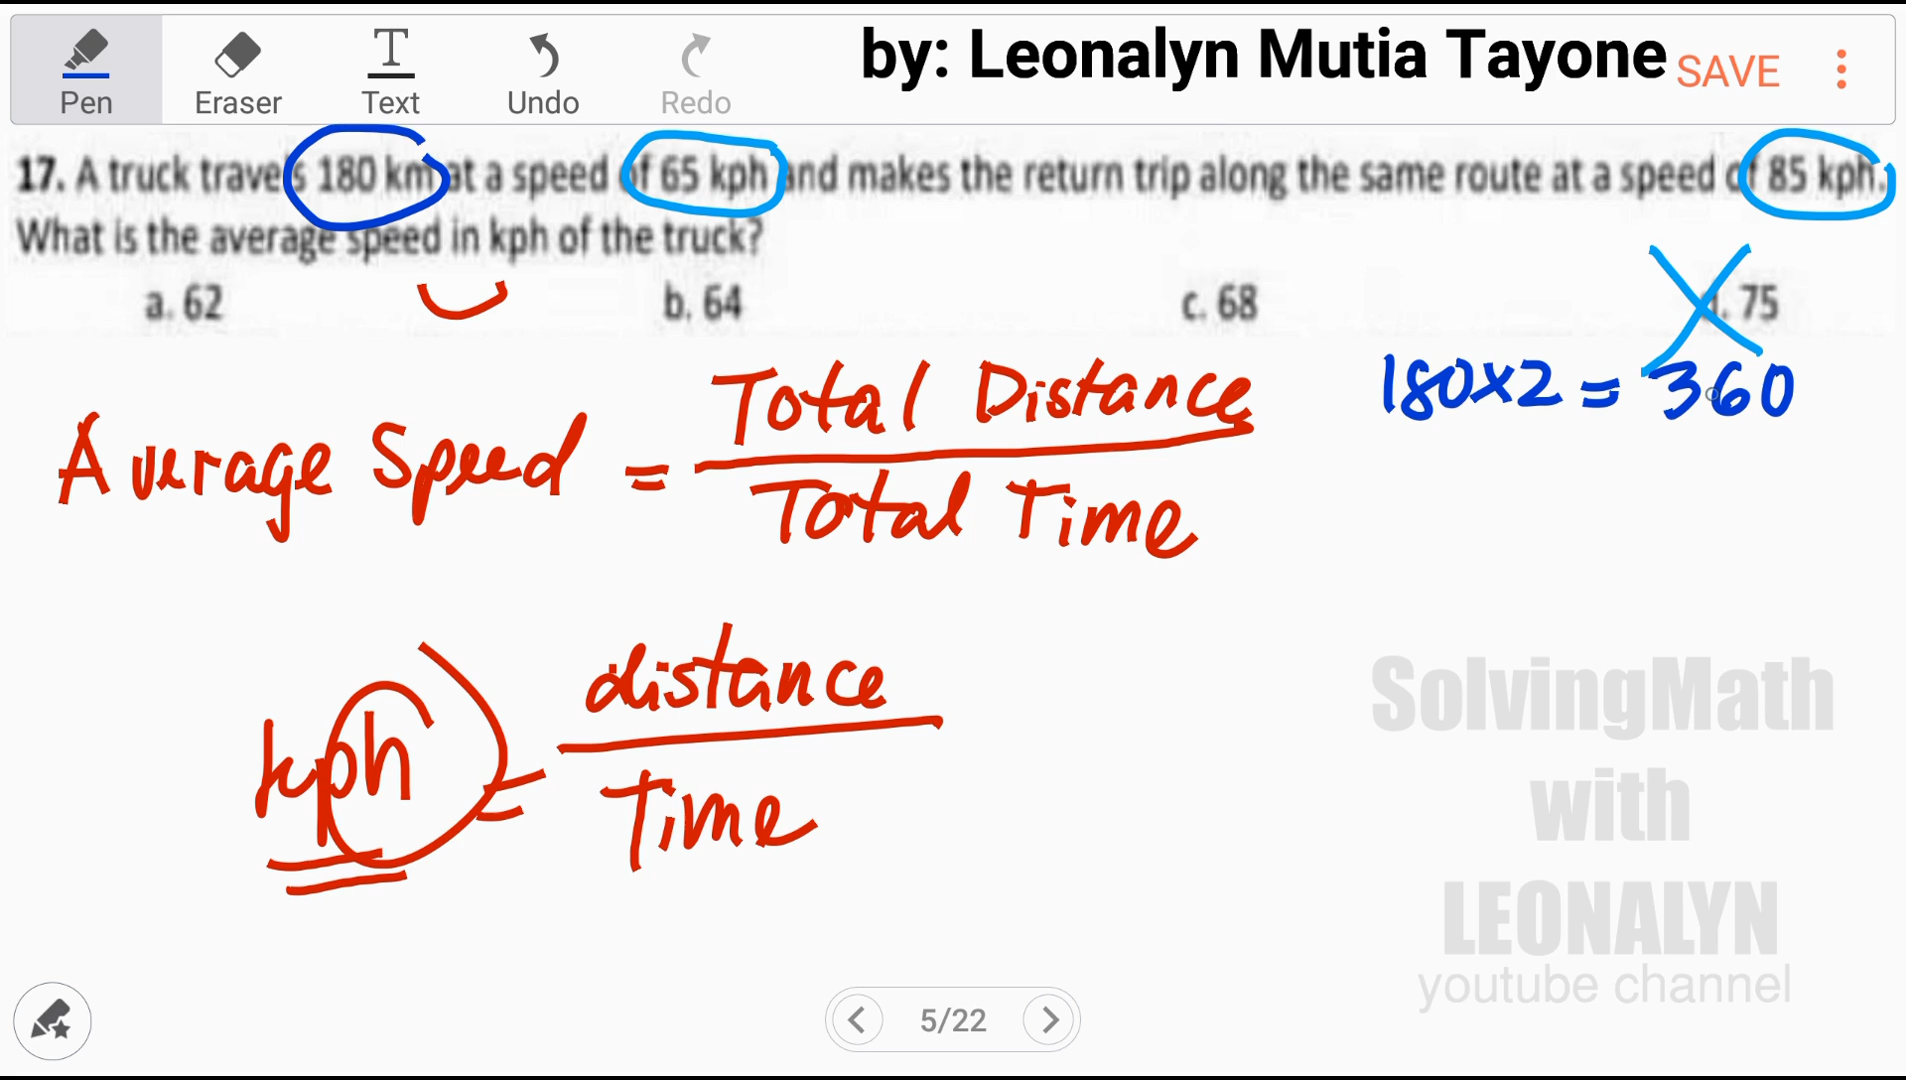 by: Leonalyn Mutia Tayone
SAVE
Pen
Eraser
Text
Undo
Redo
17. A truck travels 180 km at a speed of 65 kph and makes the return trip along the same route at a speed of 85 kph.
What is the average speed in kph of the truck?
a. 62 b. 64 c. 68 d. 75
180x2 = 360
Average Speed = Total Distance
Total Time
kph = distance
Time
SolvingMath
with
LEONALYN
youtube channel
5/22